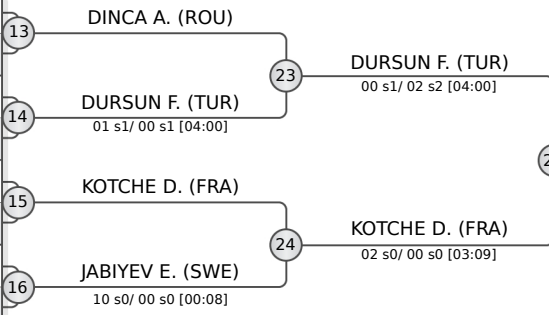 DINCA A. (ROU)
13
23
DURSUN F. (TUR)
00 s1/ 02 s2 [04:00]
DURSUN F. (TUR)
14
01 s1/ 00 s1 [04:00]
KOTCHE D. (FRA)
15
24
KOTCHE D. (FRA)
02 s0/ 00 s0 [03:09]
JABIYEV E. (SWE)
16
10 s0/ 00 s0 [00:08]